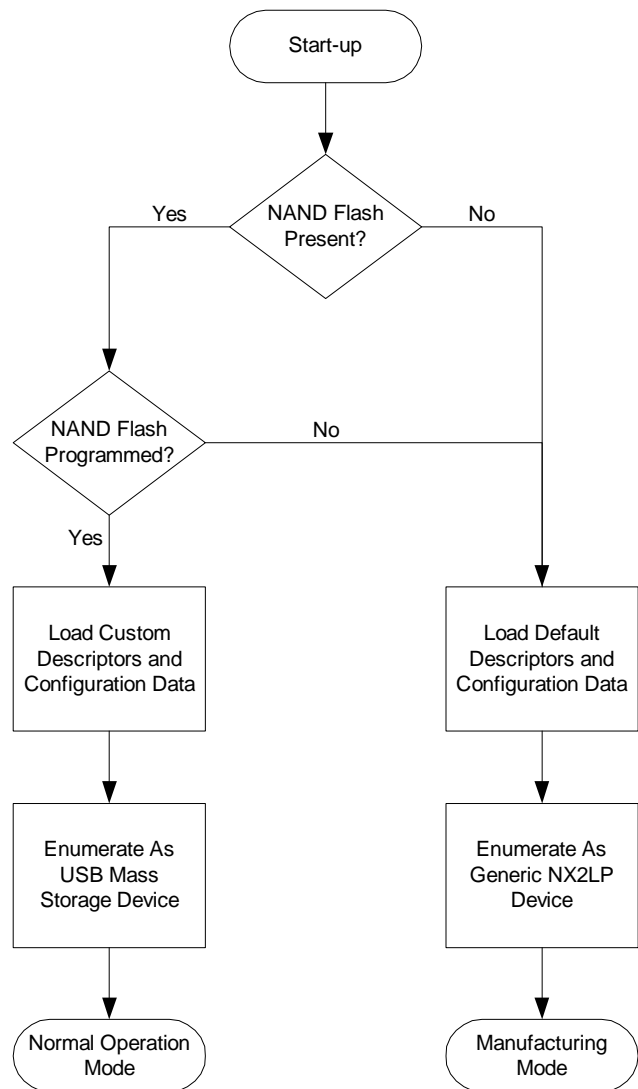 Start-up
NAND Flash
Present?
Yes
No
NAND Flash
Programmed?
No
Yes
Load Custom
Descriptors and
Configuration Data
Load Default
Descriptors and
Configuration Data
Enumerate As
USB Mass
Storage Device
Enumerate As
Generic NX2LP
Device
Normal Operation
Mode
Manufacturing
Mode